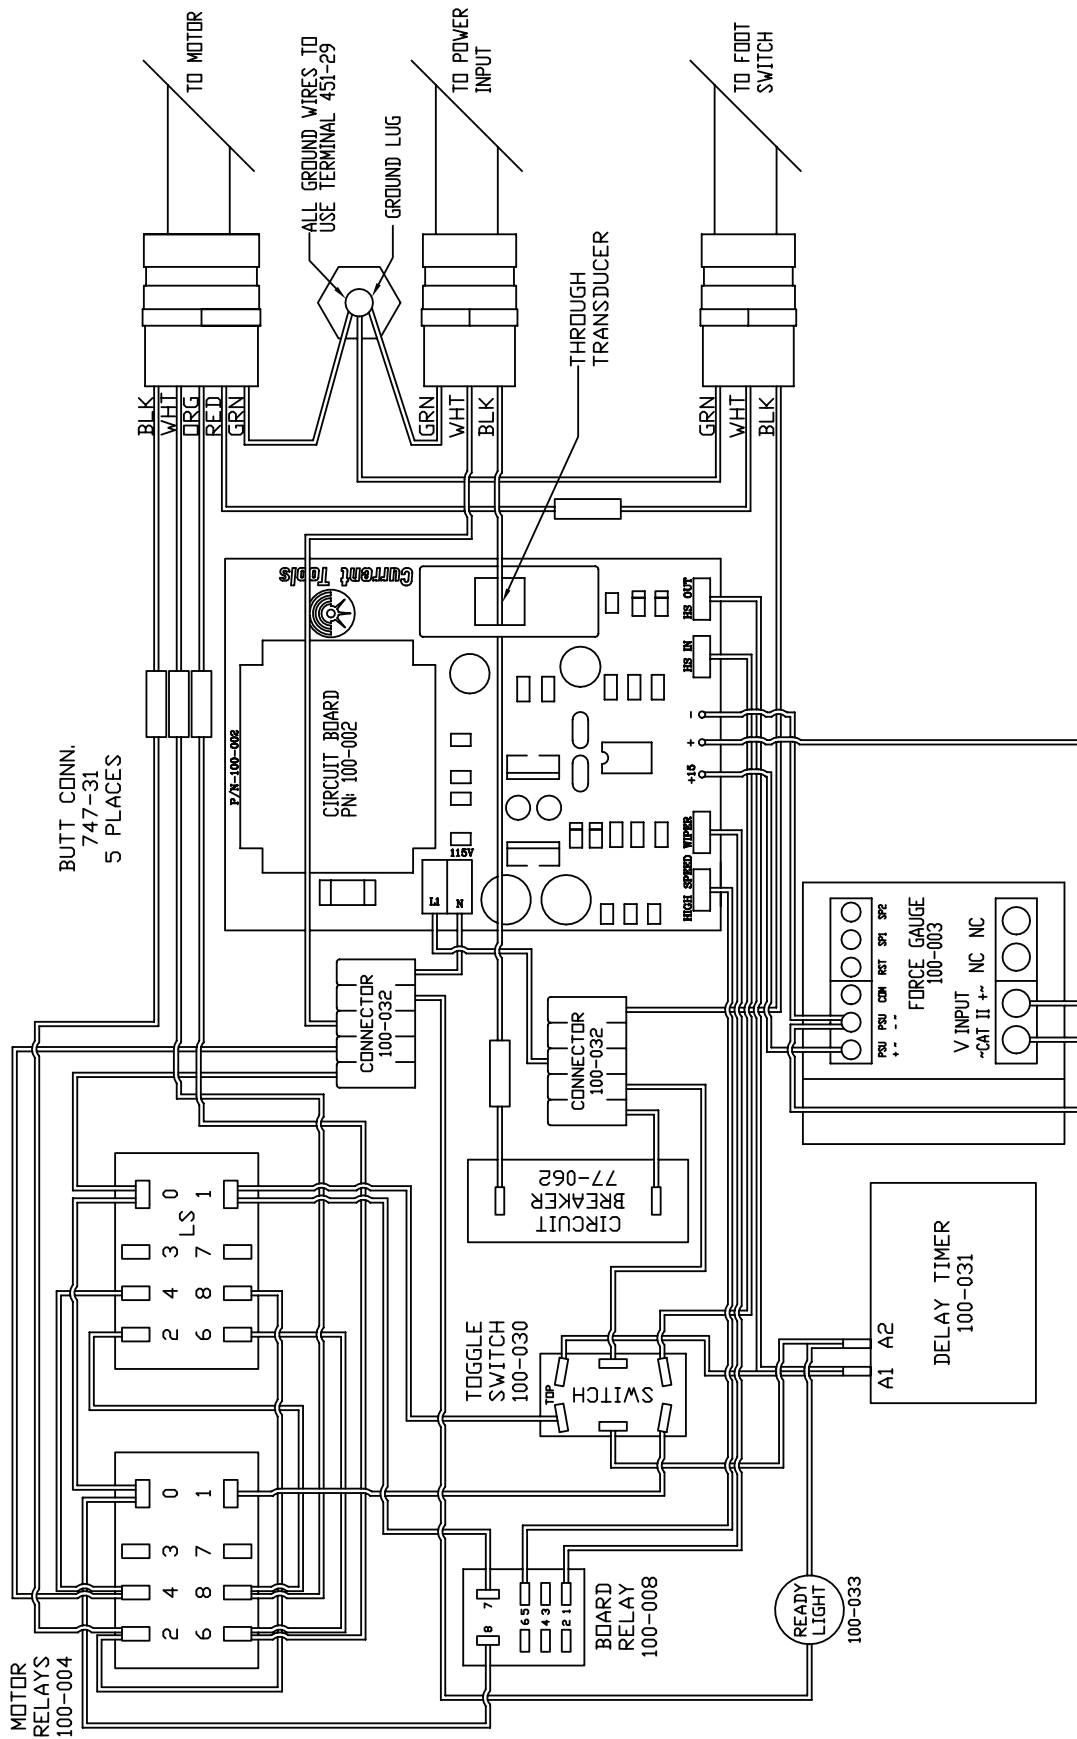 TO MOTOR
ALL GROUND WIRES TO
USE TERMINAL 451-29
GROUND LUG
TO POWER
INPUT
TO FOOT
SWITCH
THROUGH
TRANSDUCER
BLK
WHT
ORG
RED
GRN
GRN
WHT
BLK
GRN
WHT
BLK
BUTT CONN.
747-31
5 PLACES
Current Tools
P/N-100-002
CIRCUIT BOARD
PN: 100-002
115V
L1
N
HIGH SPEED
WIPER
+15
+
-
HS IN
HS OUT
CONNECTOR
100-032
CONNECTOR
100-032
CIRCUIT
BREAKER
77-062
FORCE GAUGE
100-003
PSU
+ ~
PSU
- ~
COM
RST
SP1
SP2
V INPUT
~CAT II +~
NC
NC
MOTOR
RELAYS
100-004
2
4
3
0
6
8
7
1
2
4
3
0
LS
6
8
7
1
TOGGLE
SWITCH
100-030
TOP
SWITCH
DELAY TIMER
100-031
A1
A2
8
7
6
5
4
3
2
1
BOARD
RELAY
100-008
READY
LIGHT
100-033